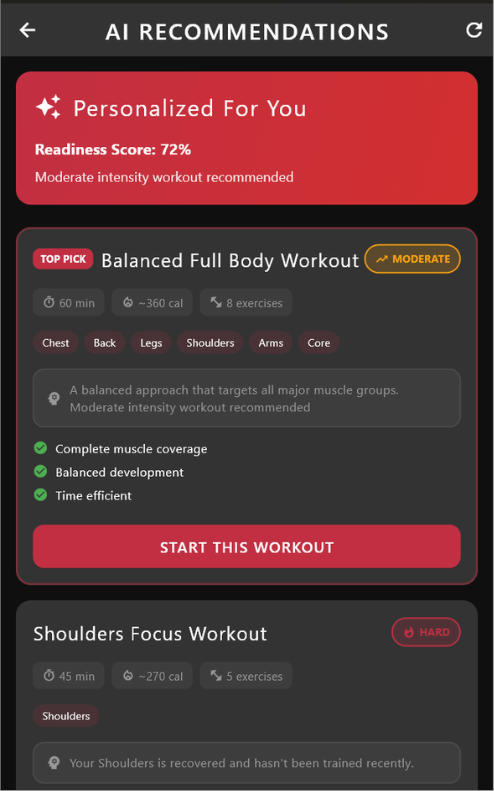 AI RECOMMENDATIONS
Personalized For You
Readiness Score: 72%
Moderate intensity workout recommended
TOP PICK Balanced Full Body Workout MODERATE
60 min ~360 cal 8 exercises
Chest Back Legs Shoulders Arms Core
A balanced approach that targets all major muscle groups.
Moderate intensity workout recommended
Complete muscle coverage
Balanced development
Time efficient
START THIS WORKOUT
Shoulders Focus Workout HARD
45 min ~270 cal 5 exercises
Shoulders
Your Shoulders is recovered and hasn't been trained recently.